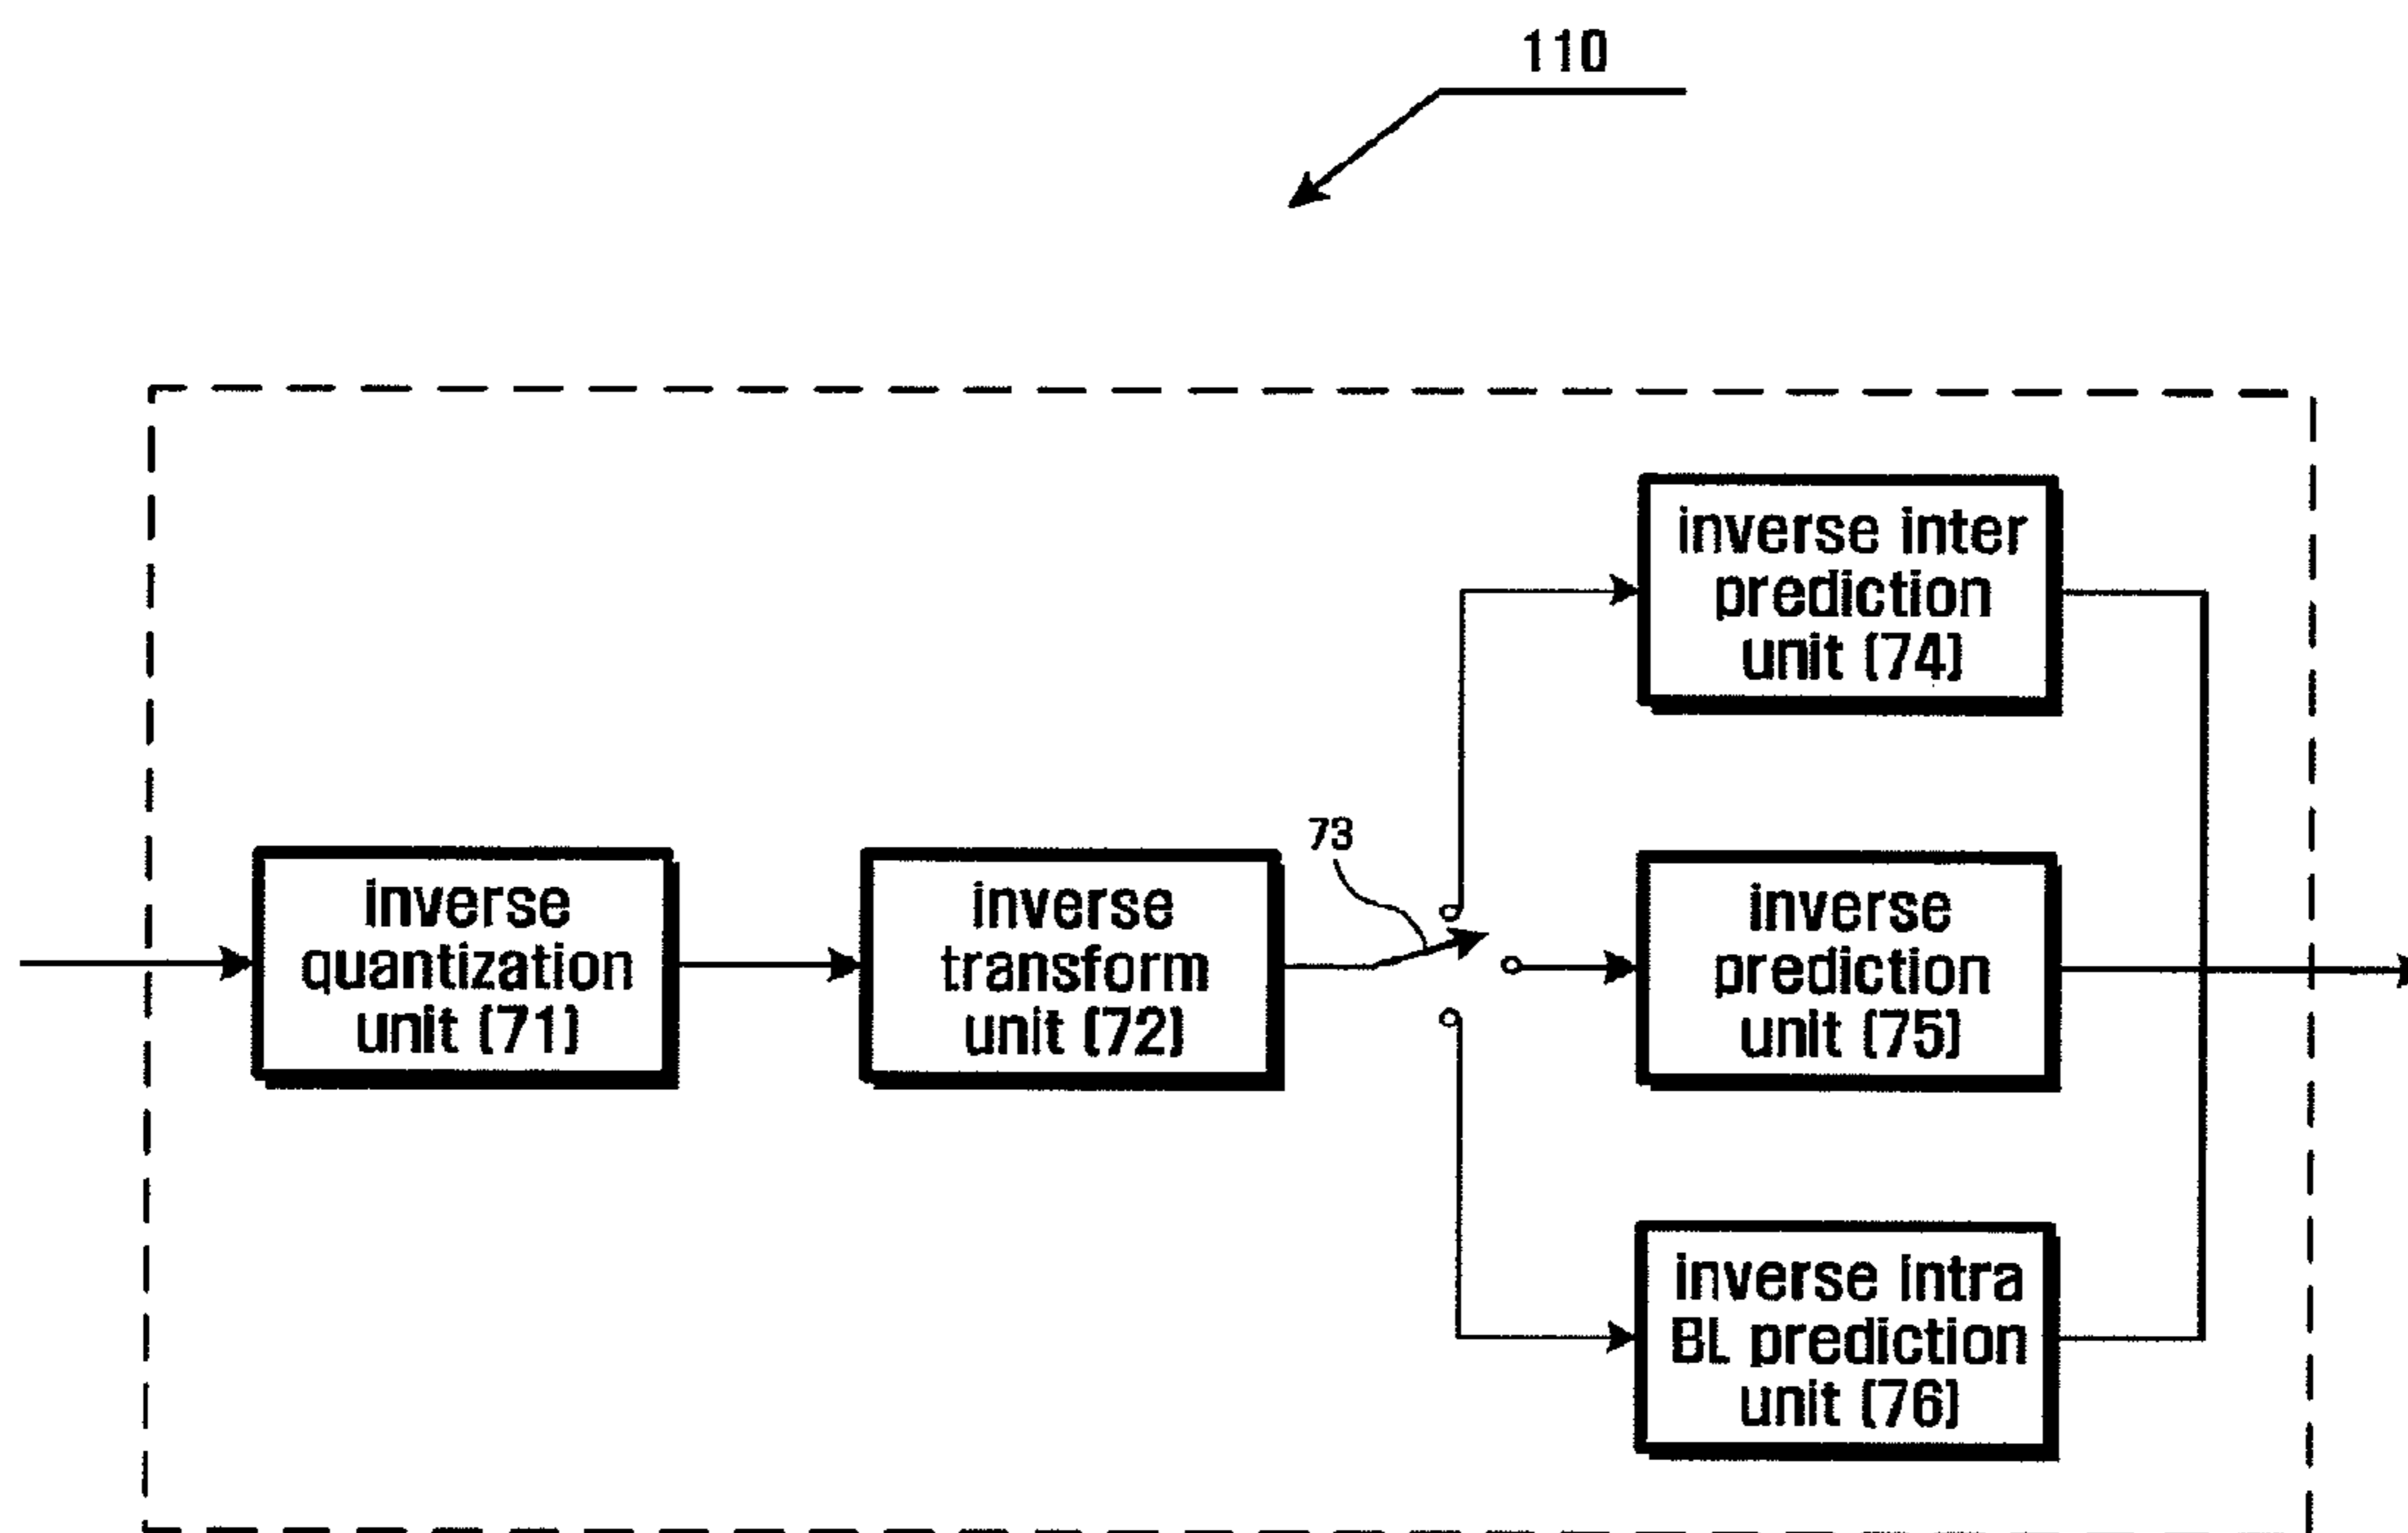 110
inverse inter
prediction
unit (74)
73
inverse
quantization
unit (71)
inverse
transform
unit (72)
inverse
prediction
unit (75)
inverse intra
BL prediction
unit (76)